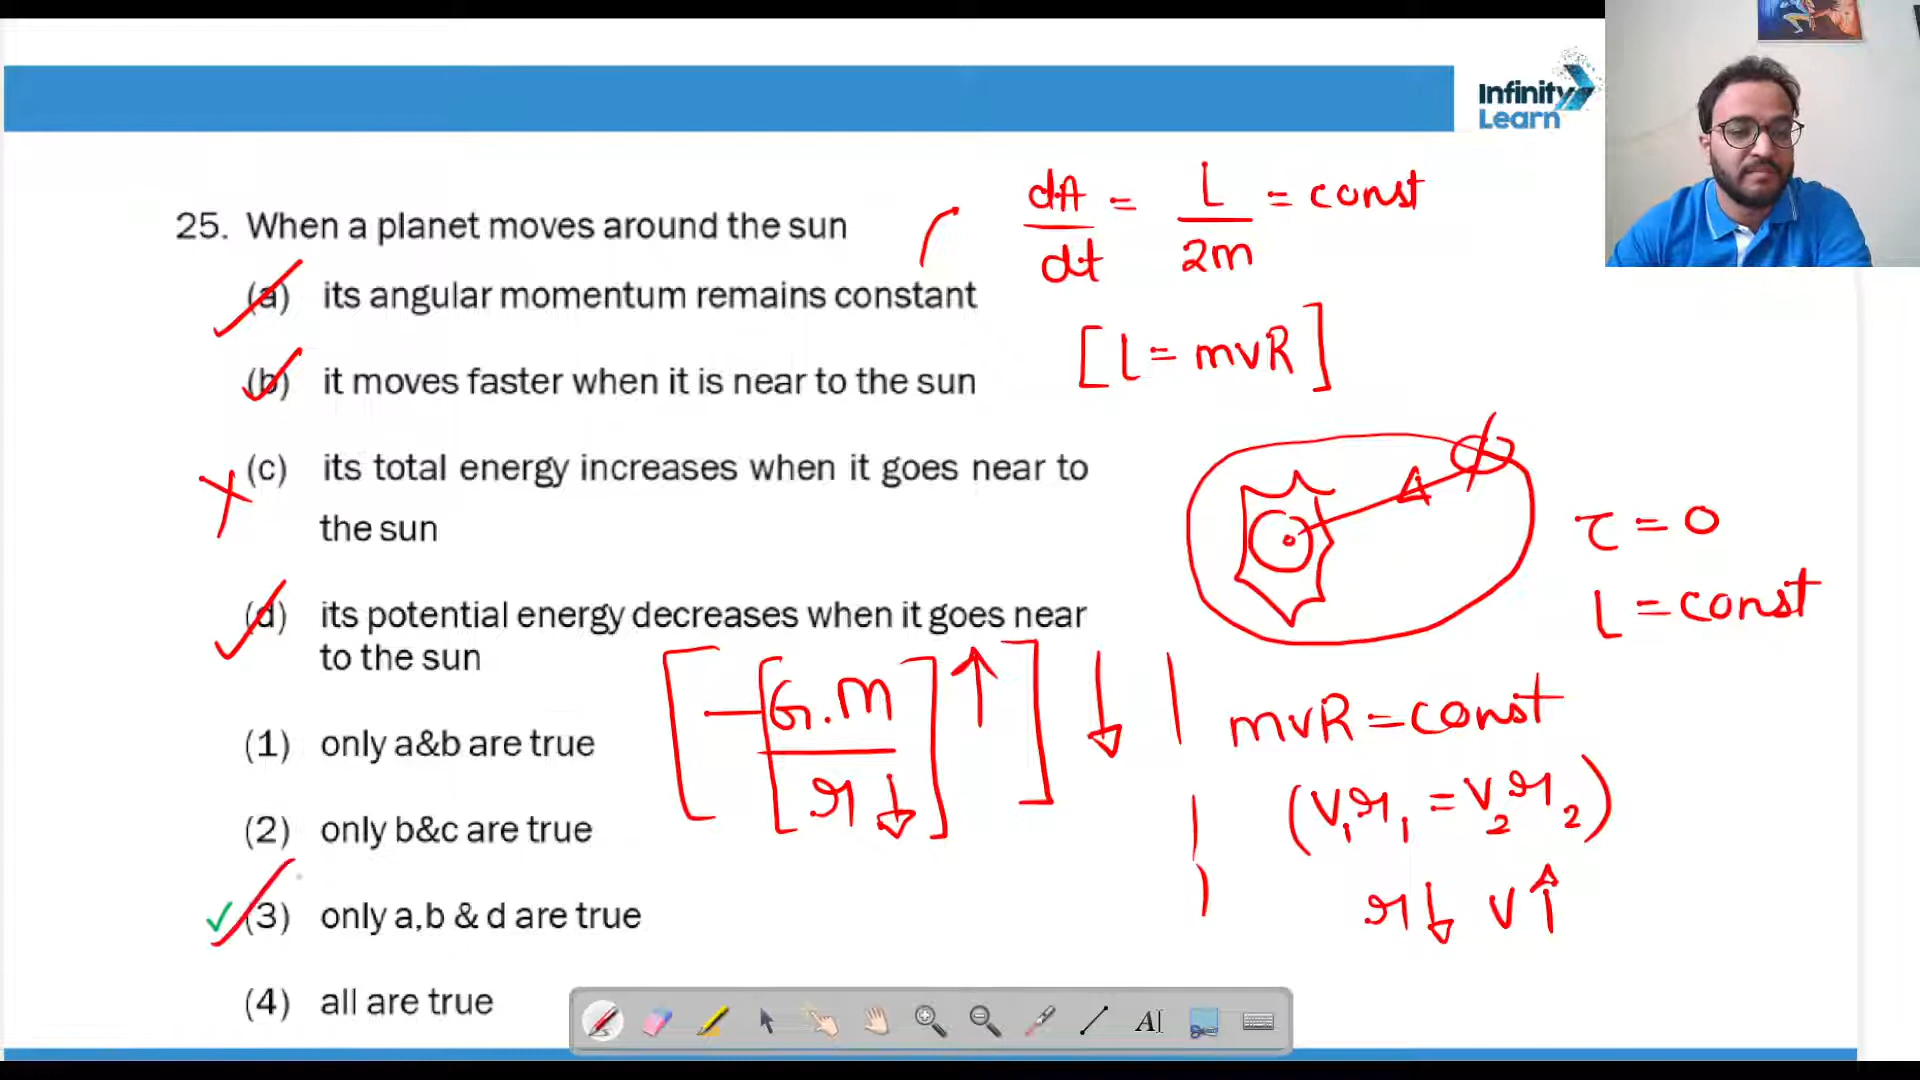 Infinity
Learn
25. When a planet moves around the sun
(a) its angular momentum remains constant
(b) it moves faster when it is near to the sun
(c) its total energy increases when it goes near to
the sun
(d) its potential energy decreases when it goes near
to the sun
(1) only a&b are true
(2) only b&c are true
(3) only a,b & d are true
(4) all are true
dA/dt = L/2m = const
[L = mvR]
τ = 0
L = const
[-[G.m/r↓]↑]↓
mvR = const
(v₁r₁ = v₂r₂)
r↓ v↑
A